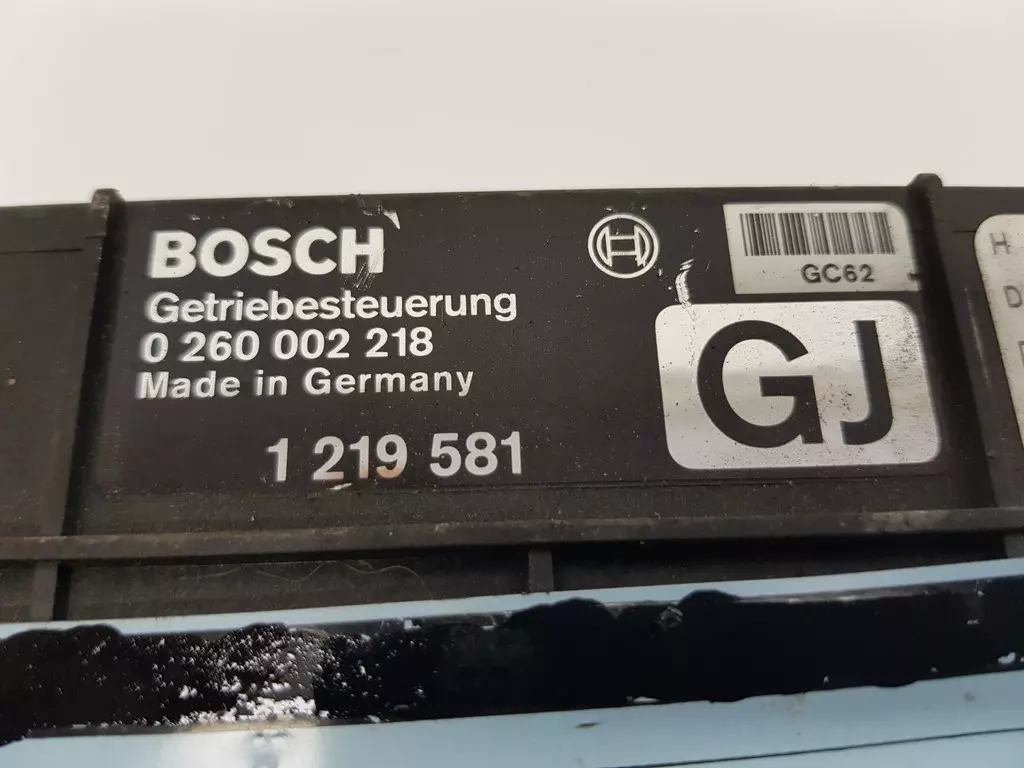 BOSCH
Getriebesteuerung
0 260 002 218
Made in Germany
1 219 581
GC62
GJ
H
D